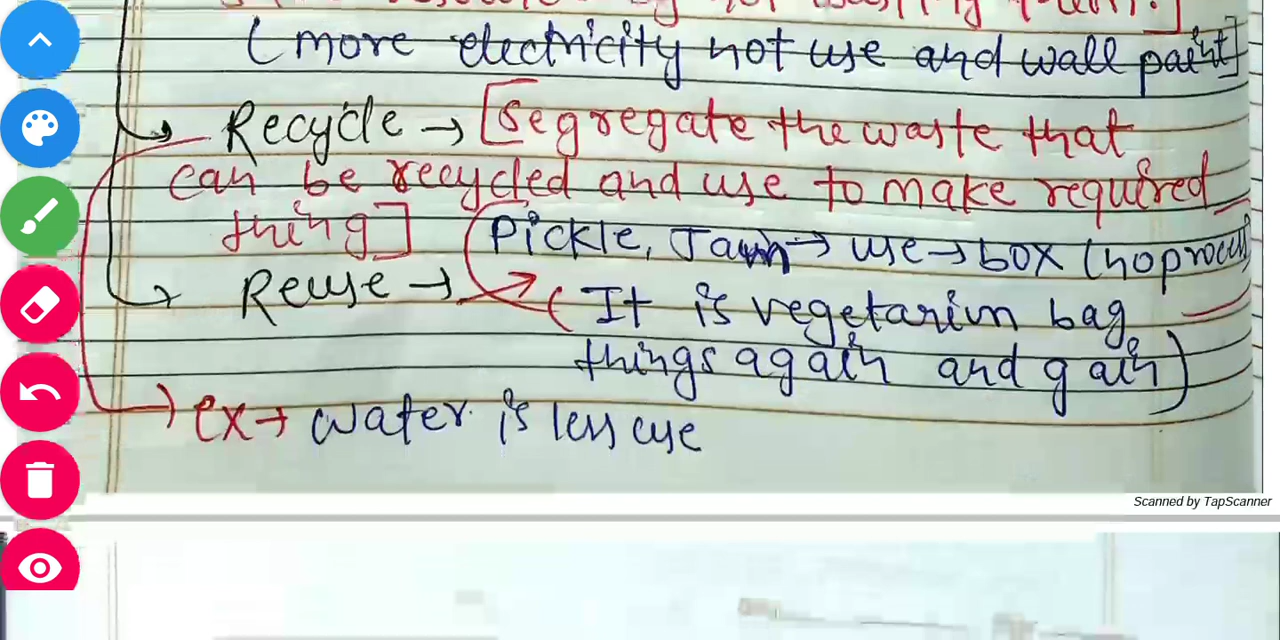 (more electricity not use and wall paint]
Recycle → [Segregate the waste that
can be recycled and use to make required
thing]
Pickle, Jam → use → box (no process)
Reuse →
(It is vegetarian bag
things again and gain)
ex → water is less use
Scanned by TapScanner